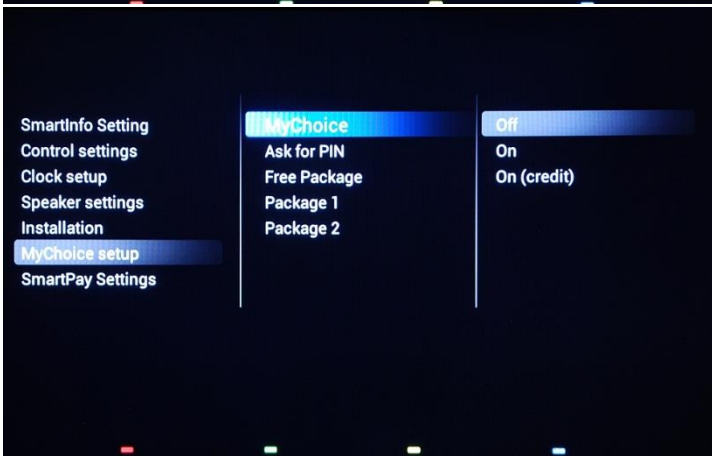 SmartInfo Setting
Control settings
Clock setup
Speaker settings
Installation
MyChoice setup
SmartPay Settings
MyChoice
Ask for PIN
Free Package
Package 1
Package 2
Off
On
On (credit)